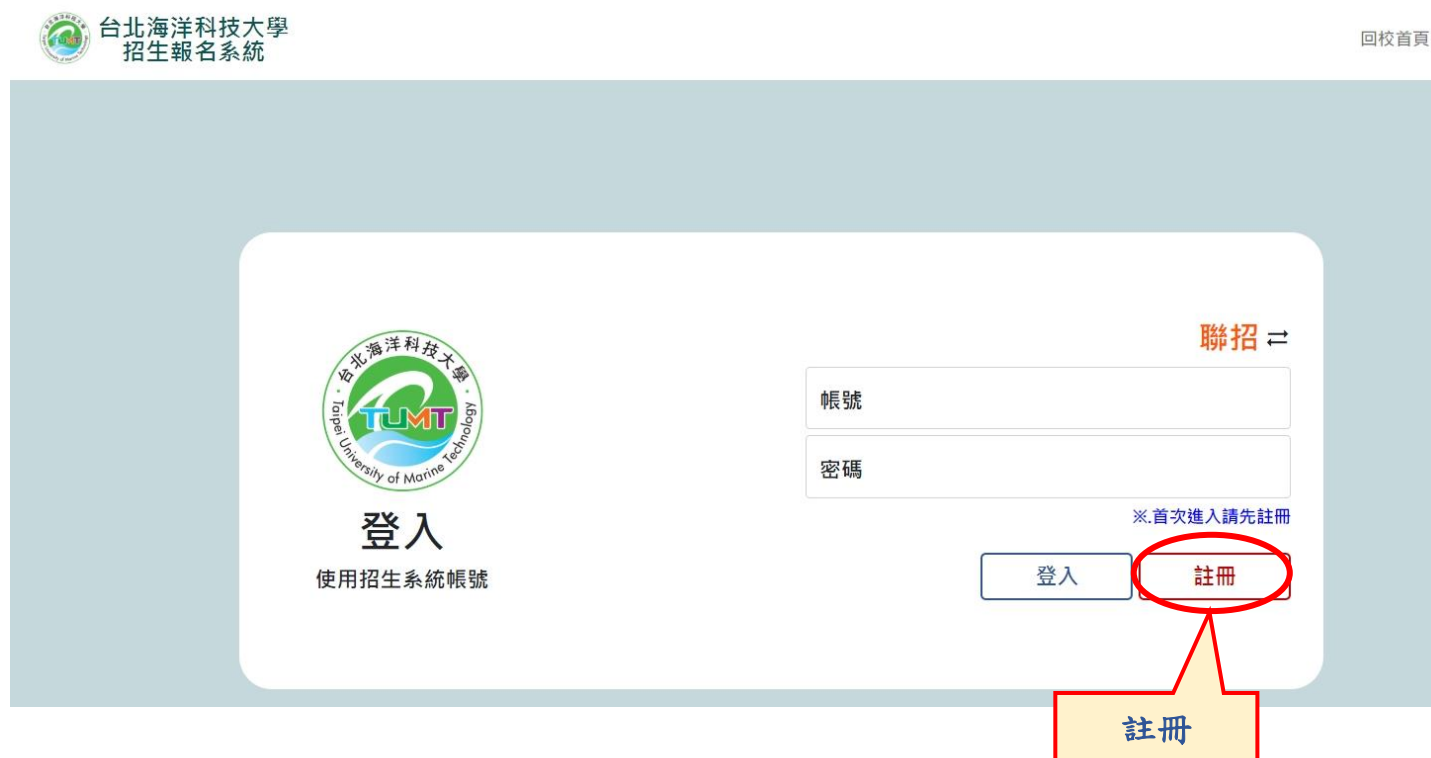 台北海洋科技大學
招生報名系統
回校首頁
聯招
台北海洋科技大學
TUMT
Taipei University of Marine Technology
帳號
密碼
※.首次進入請先註冊
登入
使用招生系統帳號
登入
註冊
註冊